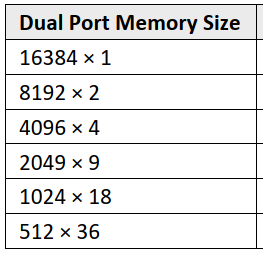 Dual Port Memory Size
16384 × 1
8192 × 2
4096 × 4
2049 × 9
1024 × 18
512 × 36